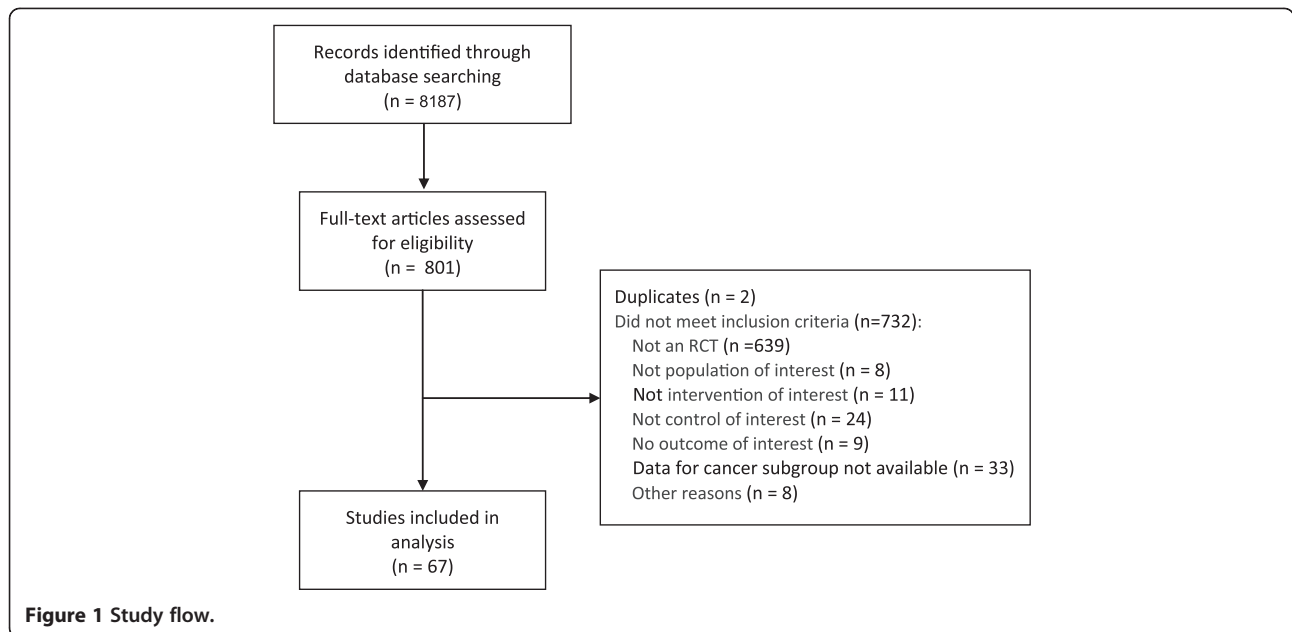 Records identified through
database searching
(n = 8187)
Full-text articles assessed
for eligibility
(n = 801)
Duplicates (n = 2)
Did not meet inclusion criteria (n=732):
Not an RCT (n =639)
Not population of interest (n = 8)
Not intervention of interest (n = 11)
Not control of interest (n = 24)
No outcome of interest (n = 9)
Data for cancer subgroup not available (n = 33)
Other reasons (n = 8)
Studies included in
analysis
(n = 67)
Figure 1 Study flow.